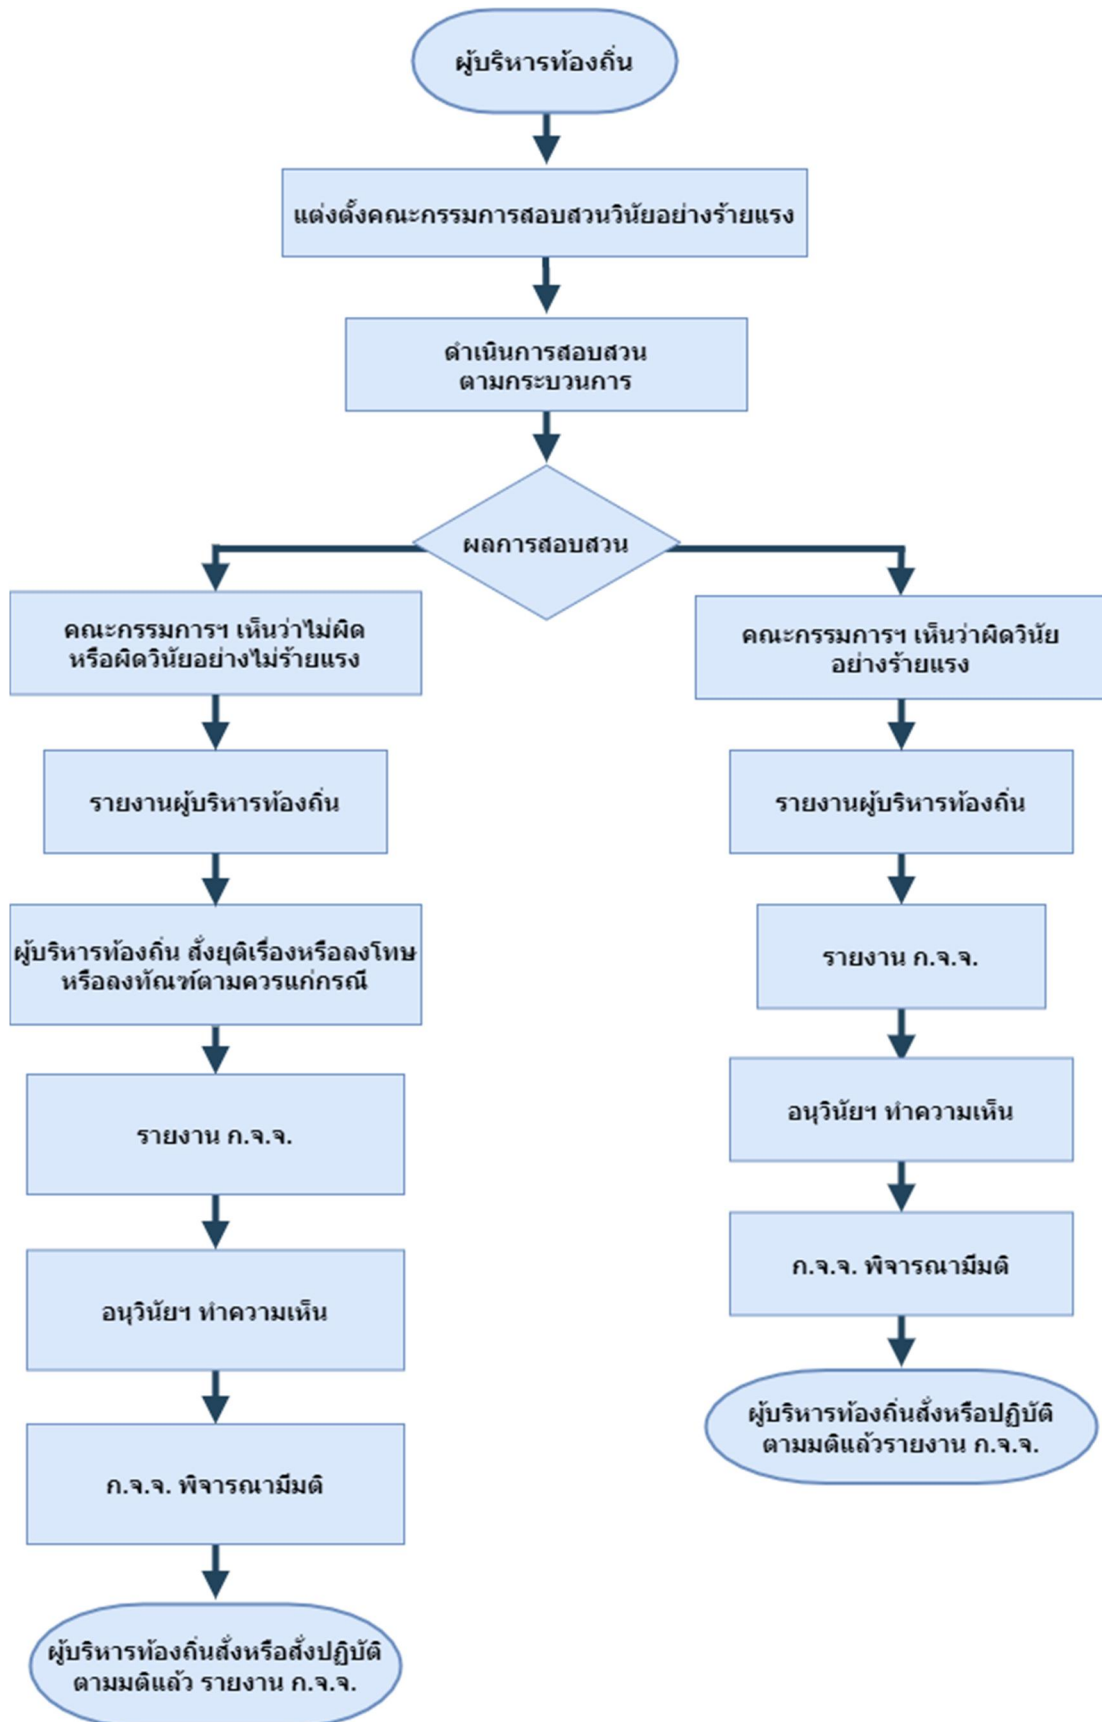 ผู้บริหารท้องถิ่น
แต่งตั้งคณะกรรมการสอบสวนวินัยอย่างร้ายแรง
ดำเนินการสอบสวน
ตามกระบวนการ
ผลการสอบสวน
คณะกรรมการฯ เห็นว่าไม่ผิด
หรือผิดวินัยอย่างไม่ร้ายแรง
รายงานผู้บริหารท้องถิ่น
ผู้บริหารท้องถิ่น สั่งยุติเรื่องหรือลงโทษ
หรือลงทัณฑ์ตามควรแก่กรณี
รายงาน ก.จ.จ.
อนุวินัยฯ ทำความเห็น
ก.จ.จ. พิจารณามีมติ
ผู้บริหารท้องถิ่นสั่งหรือสั่งปฏิบัติ
ตามมติแล้ว รายงาน ก.จ.จ.
คณะกรรมการฯ เห็นว่าผิดวินัย
อย่างร้ายแรง
รายงานผู้บริหารท้องถิ่น
รายงาน ก.จ.จ.
อนุวินัยฯ ทำความเห็น
ก.จ.จ. พิจารณามีมติ
ผู้บริหารท้องถิ่นสั่งหรือปฏิบัติ
ตามมติแล้วรายงาน ก.จ.จ.